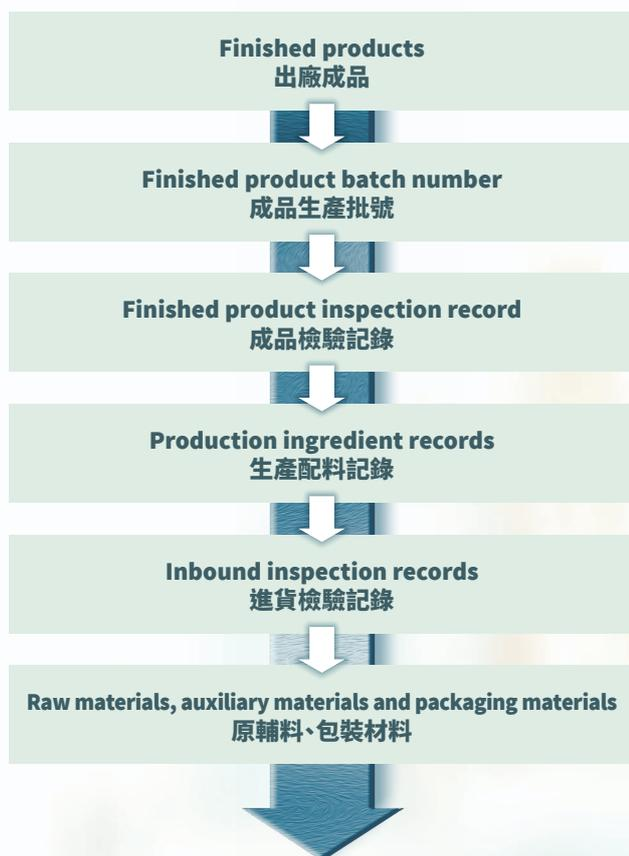 Finished products
出廠成品
Finished product batch number
成品生產批號
Finished product inspection record
成品檢驗記錄
Production ingredient records
生產配料記錄
Inbound inspection records
進貨檢驗記錄
Raw materials, auxiliary materials and packaging materials
原輔料、包裝材料